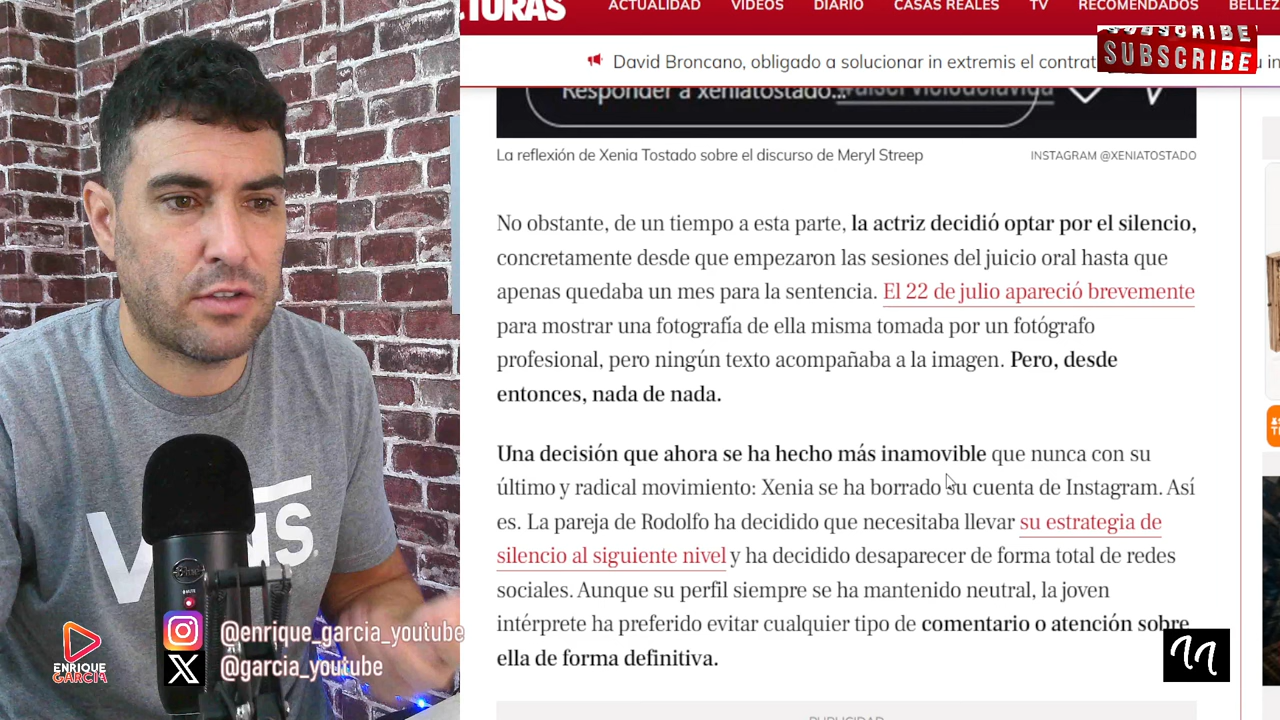 TURAS
ACTUALIDAD VIDEOS DIARIO CASAS REALES TV RECOMENDADOS BELLEZ
SUBSCRIBE
SUBSCRIBE
David Broncano, obligado a solucionar in extremis el contrat
Responder a xeniatostado...
La reflexión de Xenia Tostado sobre el discurso de Meryl Streep
INSTAGRAM @XENIATOSTADO
No obstante, de un tiempo a esta parte, la actriz decidió optar por el silencio,
concretamente desde que empezaron las sesiones del juicio oral hasta que
apenas quedaba un mes para la sentencia. El 22 de julio apareció brevemente
para mostrar una fotografía de ella misma tomada por un fotógrafo
profesional, pero ningún texto acompañaba a la imagen. Pero, desde
entonces, nada de nada.
Una decisión que ahora se ha hecho más inamovible que nunca con su
último y radical movimiento: Xenia se ha borrado su cuenta de Instagram. Así
es. La pareja de Rodolfo ha decidido que necesitaba llevar su estrategia de
silencio al siguiente nivel y ha decidido desaparecer de forma total de redes
sociales. Aunque su perfil siempre se ha mantenido neutral, la joven
intérprete ha preferido evitar cualquier tipo de comentario o atención sobre
ella de forma definitiva.
PUBLICIDAD
VANS
@enrique_garcia_youtube
@garcia_youtube
ENRIQUE
GARCIA